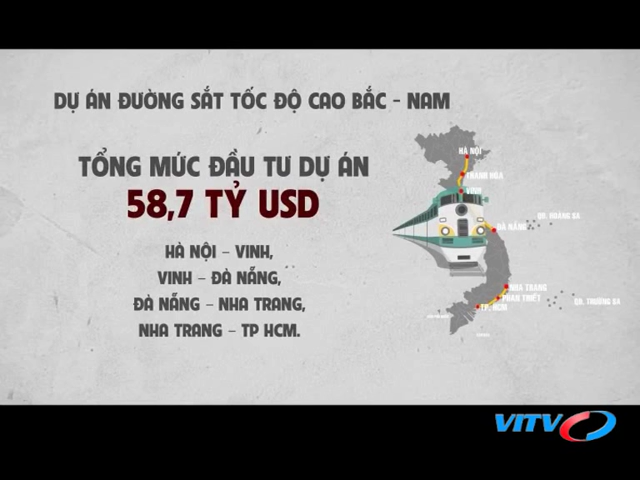 DỰ ÁN ĐƯỜNG SẮT TỐC ĐỘ CAO BẮC - NAM
TỔNG MỨC ĐẦU TƯ DỰ ÁN
58,7 TỶ USD
HÀ NỘI - VINH,
VINH - ĐÀ NẴNG,
ĐÀ NẴNG - NHA TRANG,
NHA TRANG - TP HCM.
HÀ NỘI
THANH HÓA
VINH
QĐ. HOÀNG SA
ĐÀ NẴNG
NHA TRANG
PHAN THIẾT
QĐ. TRƯỜNG SA
TP. HCM
VITV